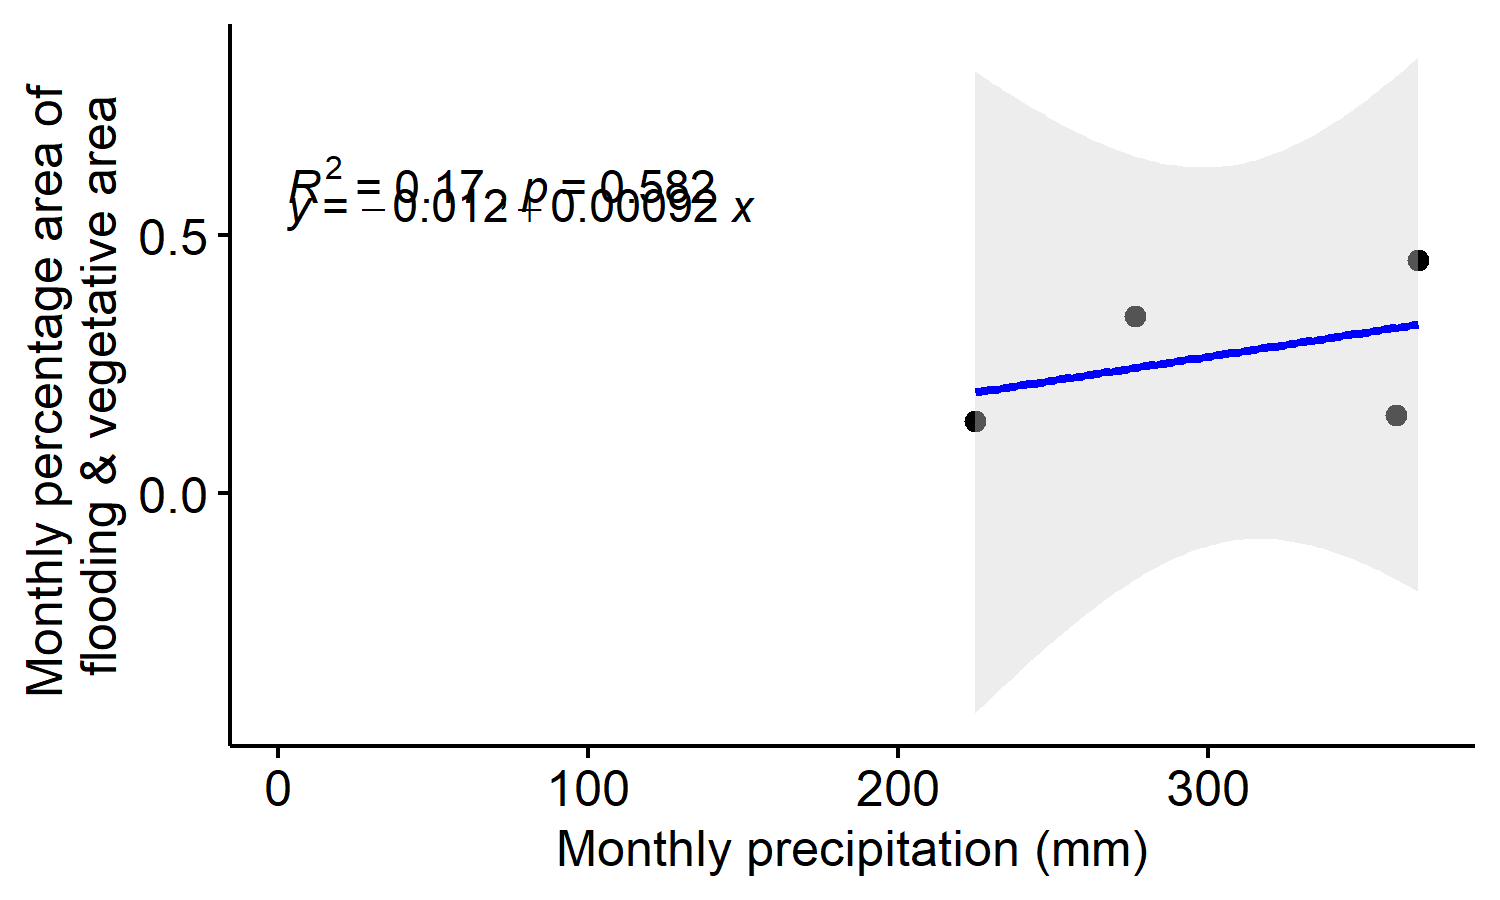 Monthly percentage area of
flooding & vegetative area
R² = 0.17 , p = 0.582
y = −0.012 + 0.00092 x
0.5
0.0
0 100 200 300
Monthly precipitation (mm)